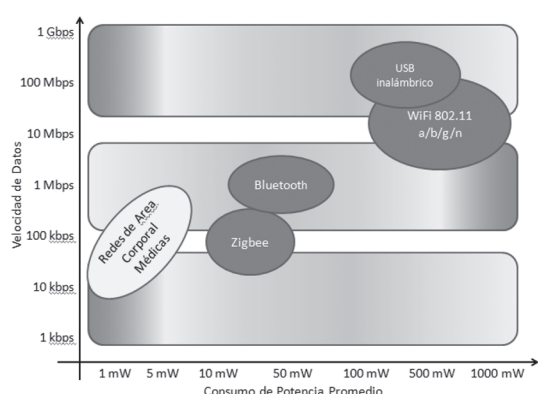 1 Gbps
100 Mbps
10 Mbps
1 Mbps
100 kbps
10 kbps
1 kbps
Velocidad de Datos
USB
inalámbrico
WiFi 802.11
a/b/g/n
Bluetooth
Zigbee
Redes de Area
Corporal
Médicas
1 mW
5 mW
10 mW
50 mW
100 mW
500 mW
1000 mW
Consumo de Potencia Promedio